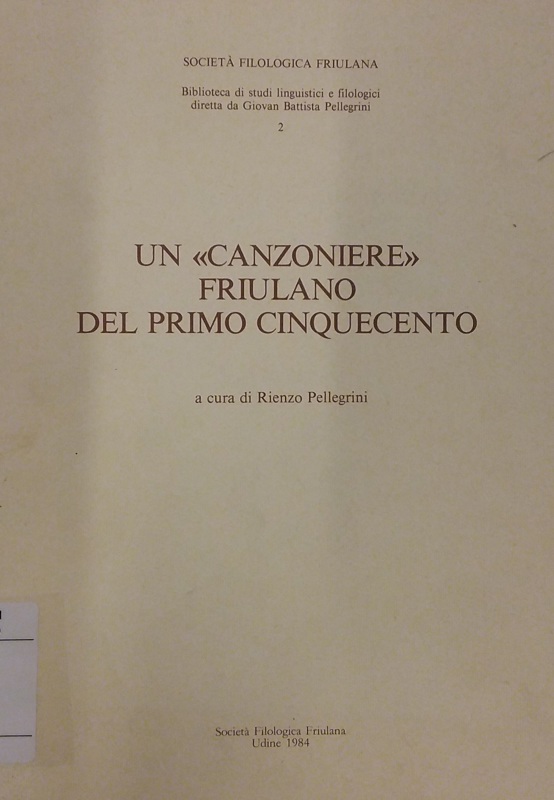 SOCIETÀ FILOLOGICA FRIULANA
Biblioteca di studi linguistici e filologici
diretta da Giovan Battista Pellegrini
2
UN «CANZONIERE»
FRIULANO
DEL PRIMO CINQUECENTO
a cura di Rienzo Pellegrini
Società Filologica Friulana
Udine 1984